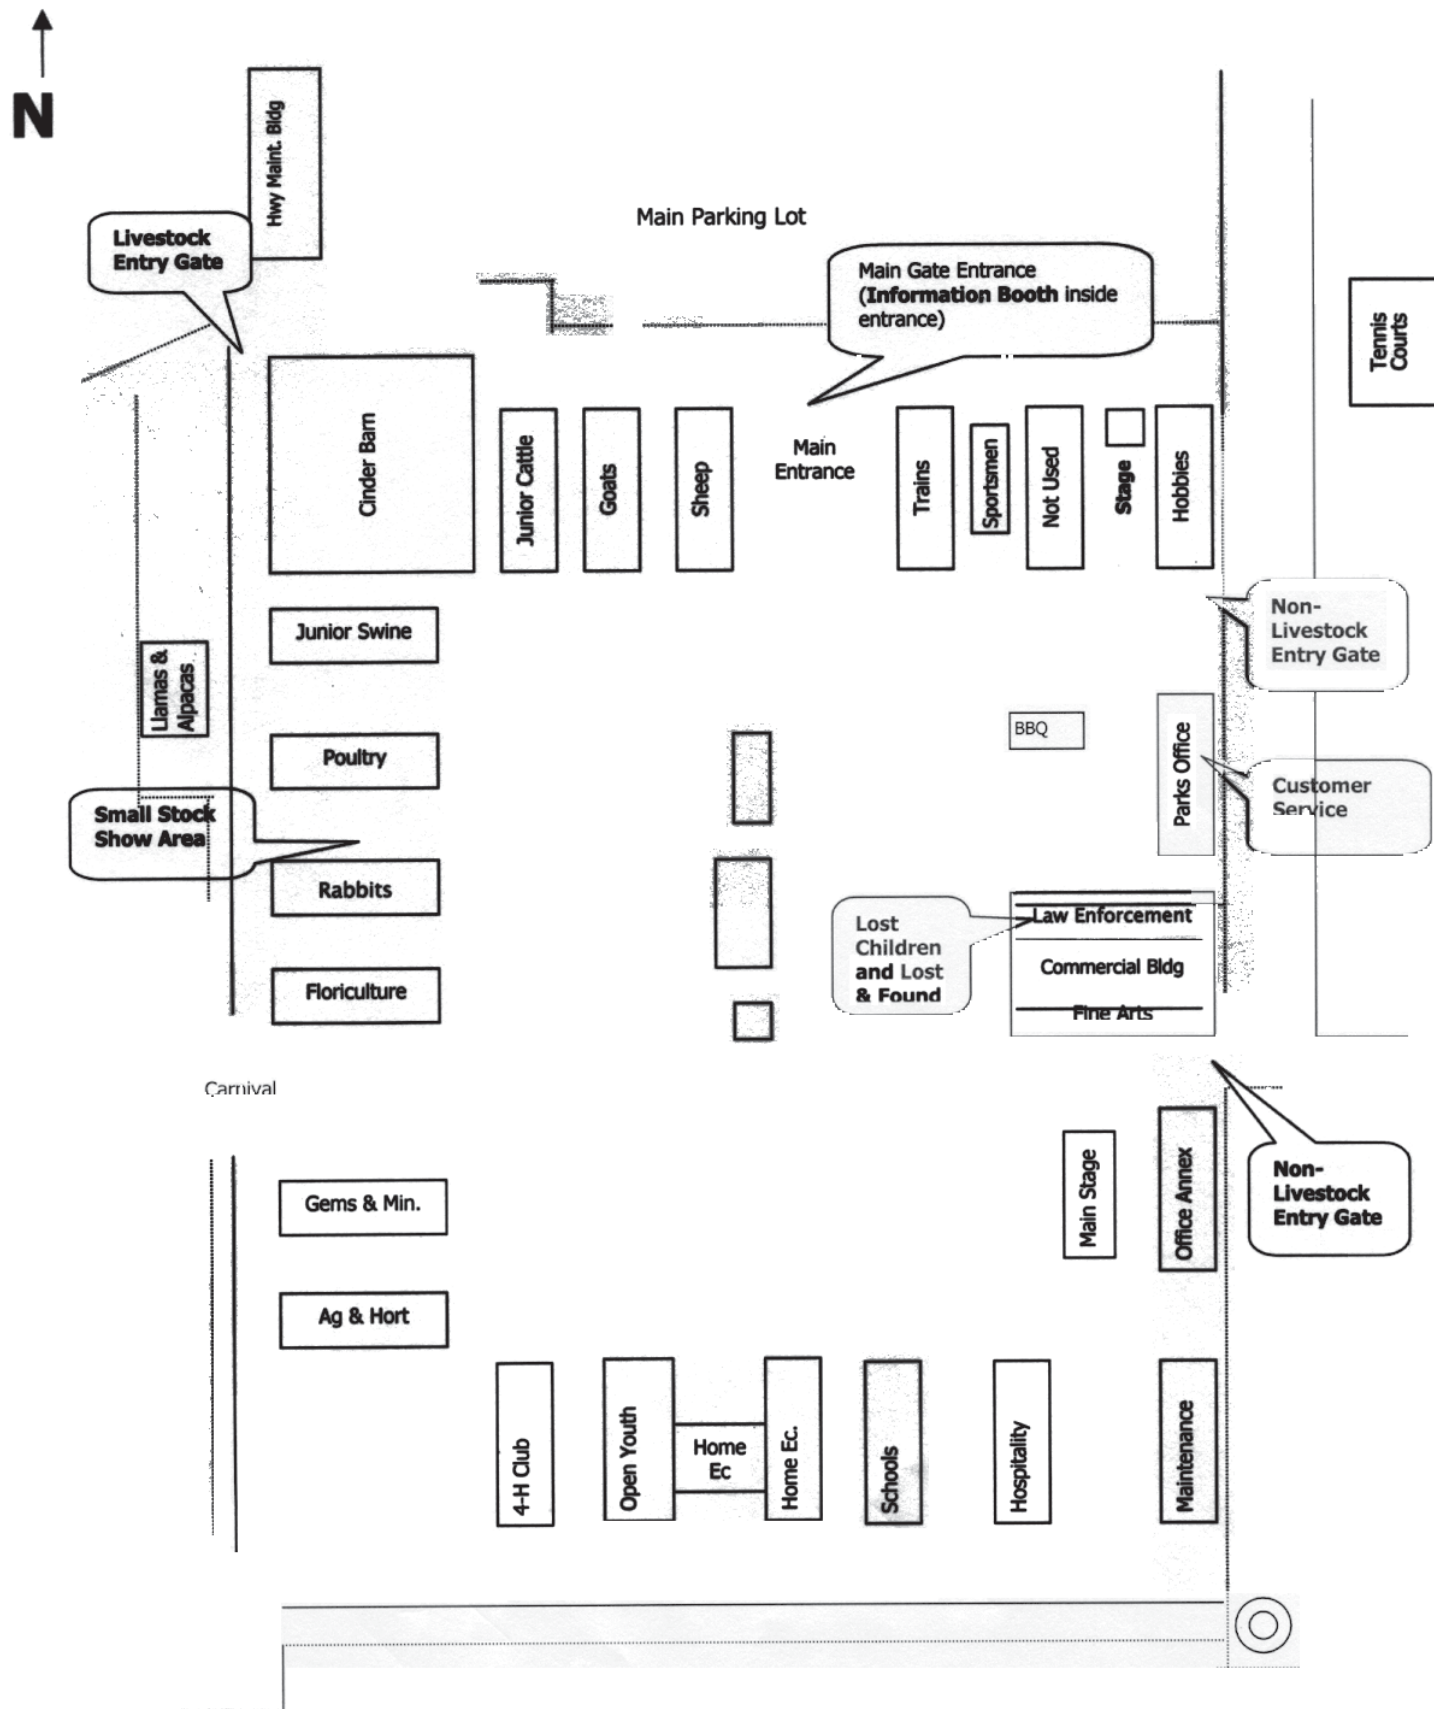 N
Hwy Maint. Bldg
Livestock
Entry Gate
Main Parking Lot
Main Gate Entrance
(Information Booth inside
entrance)
Tennis
Courts
Cinder Barn
Junior Cattle
Goats
Sheep
Main
Entrance
Trains
Sportsmen
Not Used
Stage
Hobbies
Non-
Livestock
Entry Gate
Junior Swine
Llamas &
Alpacas
Poultry
BBQ
Parks Office
Customer
Service
Small Stock
Show Area
Rabbits
Lost
Children
and Lost
& Found
Law Enforcement
Commercial Bldg
Fine Arts
Floriculture
Carnival
Gems & Min.
Main Stage
Office Annex
Non-
Livestock
Entry Gate
Ag & Hort
4-H Club
Open Youth
Home
Ec
Home Ec.
Schools
Hospitality
Maintenance